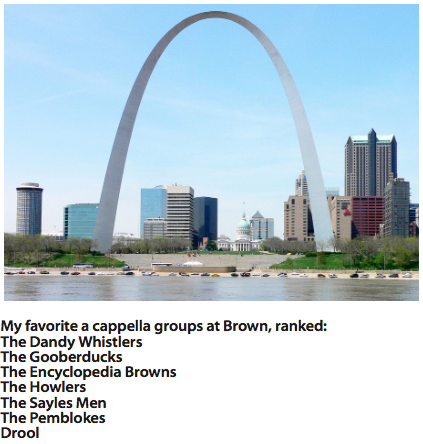 My favorite a cappella groups at Brown, ranked:
The Dandy Whistlers
The Gooberducks
The Encyclopedia Browns
The Howlers
The Sayles Men
The Pemblokes
Drool